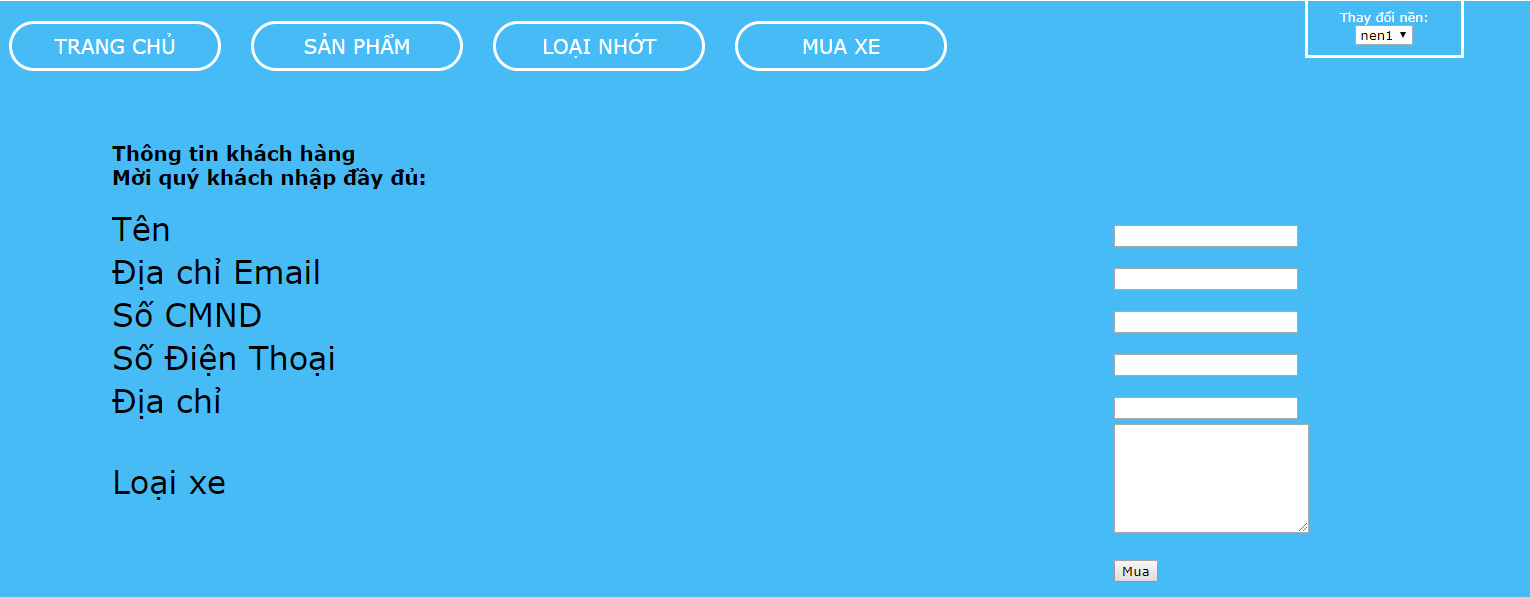 TRANG CHỦ
SẢN PHẨM
LOẠI NHỚT
MUA XE
Thay đổi nền:
nen1
Thông tin khách hàng
Mời quý khách nhập đầy đủ:
Tên
Địa chỉ Email
Số CMND
Số Điện Thoại
Địa chỉ
Loại xe
Mua